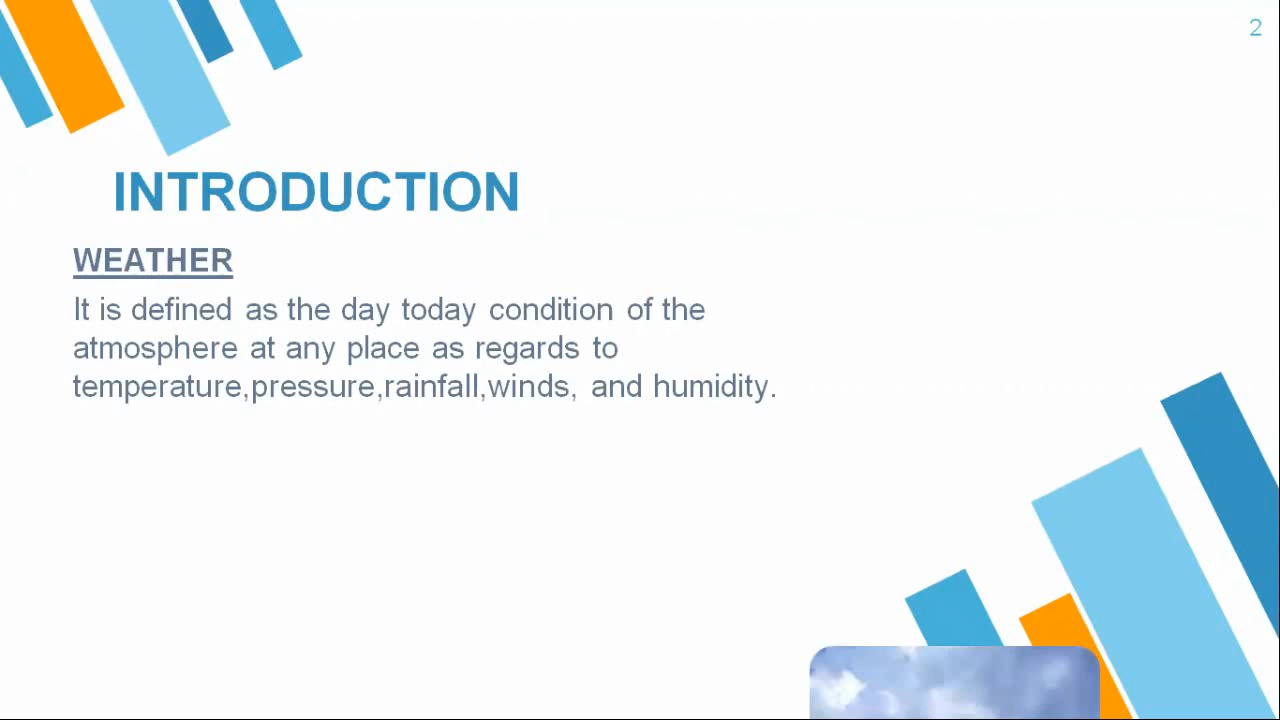 2
INTRODUCTION
WEATHER
It is defined as the day today condition of the
atmosphere at any place as regards to
temperature,pressure,rainfall,winds, and humidity.